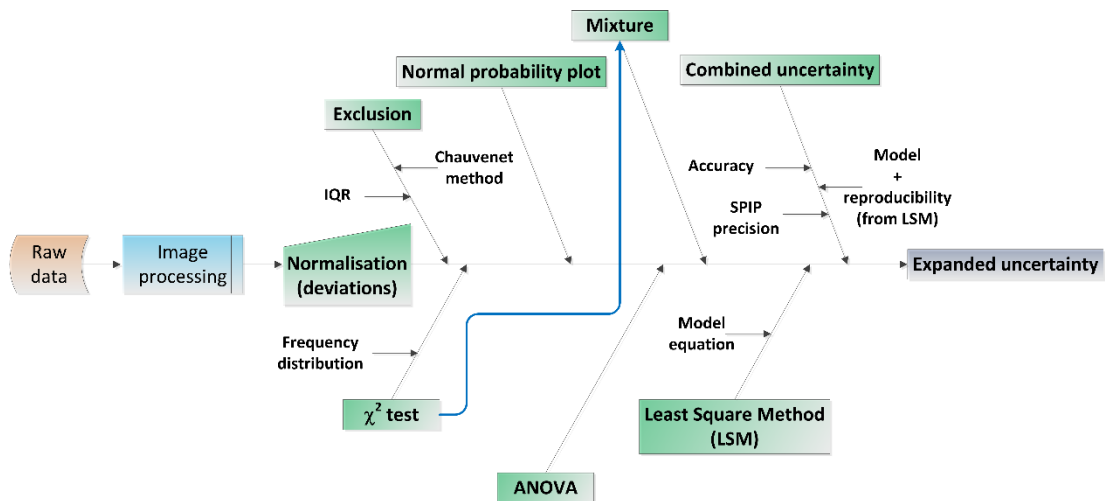 Mixture
Normal probability plot
Combined uncertainty
Exclusion
Chauvenet
method
IQR
Accuracy
Model
+
reproducibility
(from LSM)
SPIP
precision
Raw
data
Image
processing
Normalisation
(deviations)
Expanded uncertainty
Frequency
distribution
Model
equation
χ² test
Least Square Method
(LSM)
ANOVA